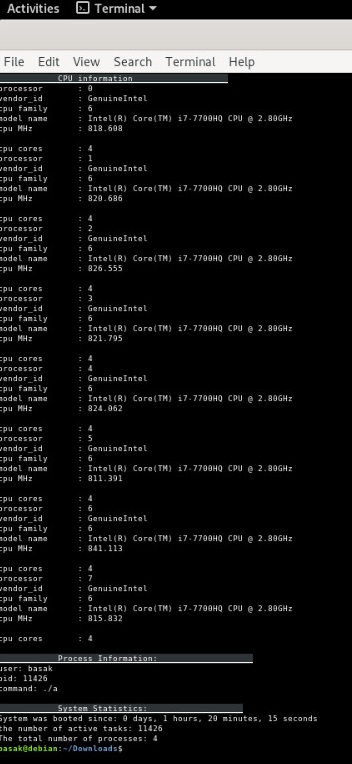 Activities Terminal
File Edit View Search Terminal Help
CPU information
processor : 0
vendor_id : GenuineIntel
cpu family : 6
model name : Intel(R) Core(TM) i7-7700HQ CPU @ 2.80GHz
cpu MHz : 818.608
cpu cores : 4
processor : 1
vendor_id : GenuineIntel
cpu family : 6
model name : Intel(R) Core(TM) i7-7700HQ CPU @ 2.80GHz
cpu MHz : 820.686
cpu cores : 4
processor : 2
vendor_id : GenuineIntel
cpu family : 6
model name : Intel(R) Core(TM) i7-7700HQ CPU @ 2.80GHz
cpu MHz : 826.555
cpu cores : 4
processor : 3
vendor_id : GenuineIntel
cpu family : 6
model name : Intel(R) Core(TM) i7-7700HQ CPU @ 2.80GHz
cpu MHz : 821.795
cpu cores : 4
processor : 4
vendor_id : GenuineIntel
cpu family : 6
model name : Intel(R) Core(TM) i7-7700HQ CPU @ 2.80GHz
cpu MHz : 824.062
cpu cores : 4
processor : 5
vendor_id : GenuineIntel
cpu family : 6
model name : Intel(R) Core(TM) i7-7700HQ CPU @ 2.80GHz
cpu MHz : 811.391
cpu cores : 4
processor : 6
vendor_id : GenuineIntel
cpu family : 6
model name : Intel(R) Core(TM) i7-7700HQ CPU @ 2.80GHz
cpu MHz : 841.113
cpu cores : 4
processor : 7
vendor_id : GenuineIntel
cpu family : 6
model name : Intel(R) Core(TM) i7-7700HQ CPU @ 2.80GHz
cpu MHz : 815.832
cpu cores : 4
Process Information:
user: basak
pid: 11426
command: ./a
System Statistics:
System was booted since: 0 days, 1 hours, 20 minutes, 15 seconds
the number of active tasks: 11426
The total number of processes: 4
basak@debian:~/Downloads$